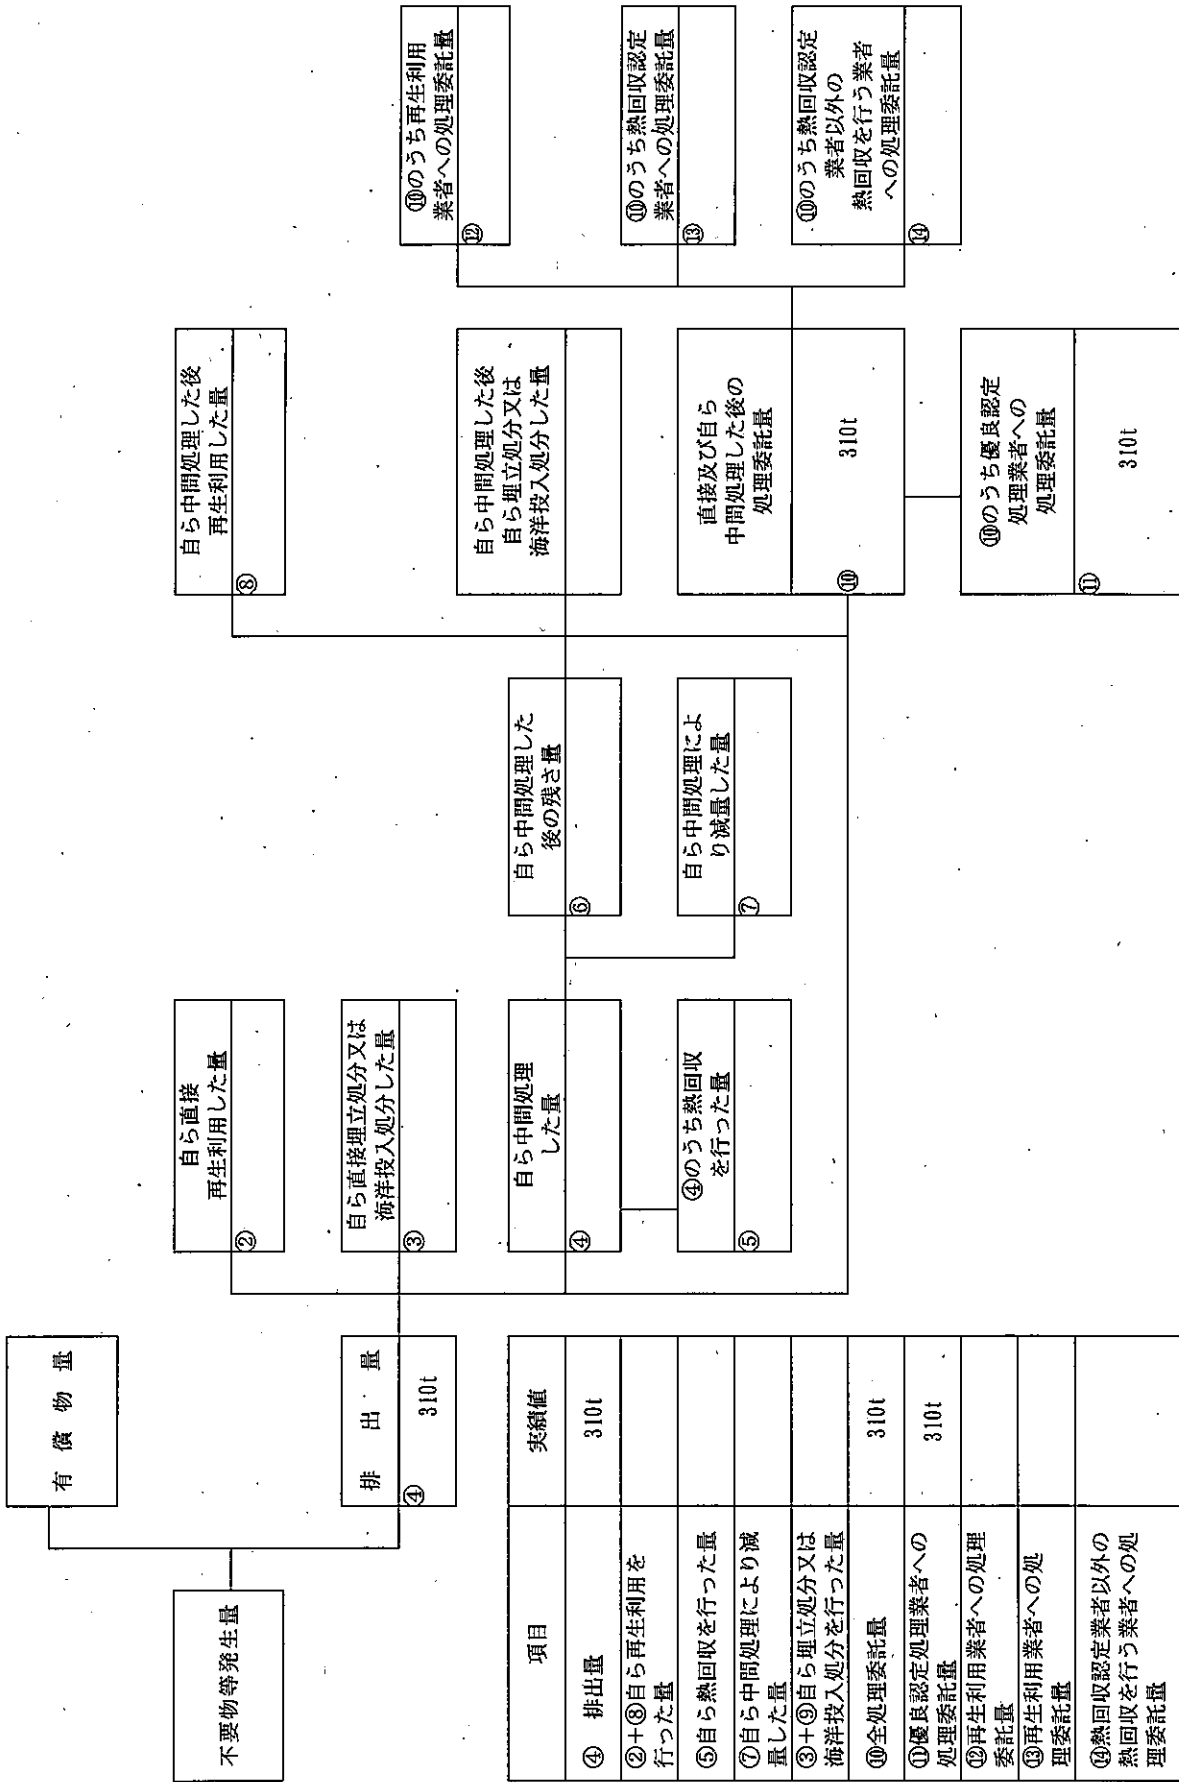 不要物等発生量
有償物量
排出量
④
310t
自ら直接
再生利用した量
②
自ら直接埋立処分又は
海洋投入処分した量
③
自ら中間処理
した量
④
④のうち熱回収
を行った量
⑤
自ら中間処理した
後の残さ量
⑥
自ら中間処理によ
り減量した量
⑦
自ら中間処理した後
再生利用した量
⑧
自ら中間処理した後
自ら埋立処分又は
海洋投入処分した量
直接及び自ら
中間処理した後の
処理委託量
⑩
310t
⑩のうち優良認定
処理業者への
処理委託量
⑪
310t
⑩のうち再生利用
業者への処理委託量
⑫
⑩のうち熱回収認定
業者への処理委託量
⑬
⑩のうち熱回収認定
業者以外の
熱回収を行う業者
への処理委託量
⑭
項目 実績値
④ 排出量 310t
②+⑧自ら再生利用を
行った量
⑤自ら熱回収を行った量
⑦自ら中間処理により減
量した量
③+⑨自ら埋立処分又は
海洋投入処分を行った量
⑩全処理委託量 310t
⑪優良認定処理業者への
処理委託量 310t
⑫再生利用業者への処理
委託量
⑬再生利用業者への処
理委託量
⑭熱回収認定業者以外の
熱回収を行う業者への処
理委託量